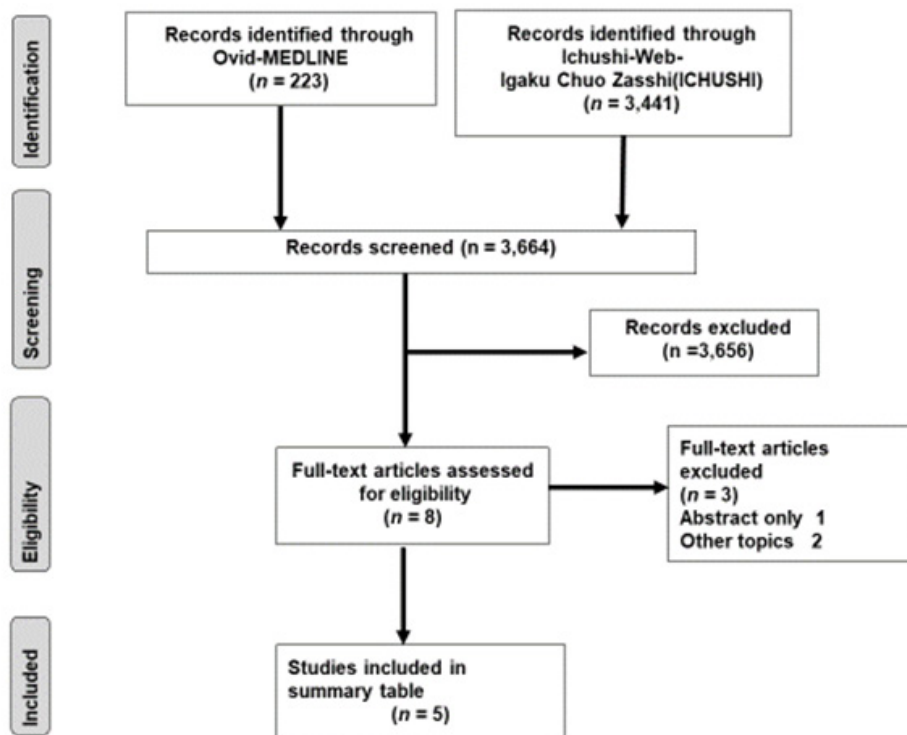 Identification
Records identified through
Ovid-MEDLINE
(n = 223)
Records identified through
Ichushi-Web-
Igaku Chuo Zasshi(ICHUSHI)
(n = 3,441)
Screening
Records screened (n = 3,664)
Records excluded
(n =3,656)
Eligibility
Full-text articles assessed
for eligibility
(n = 8)
Full-text articles
excluded
(n = 3)
Abstract only 1
Other topics 2
Included
Studies included in
summary table
(n = 5)